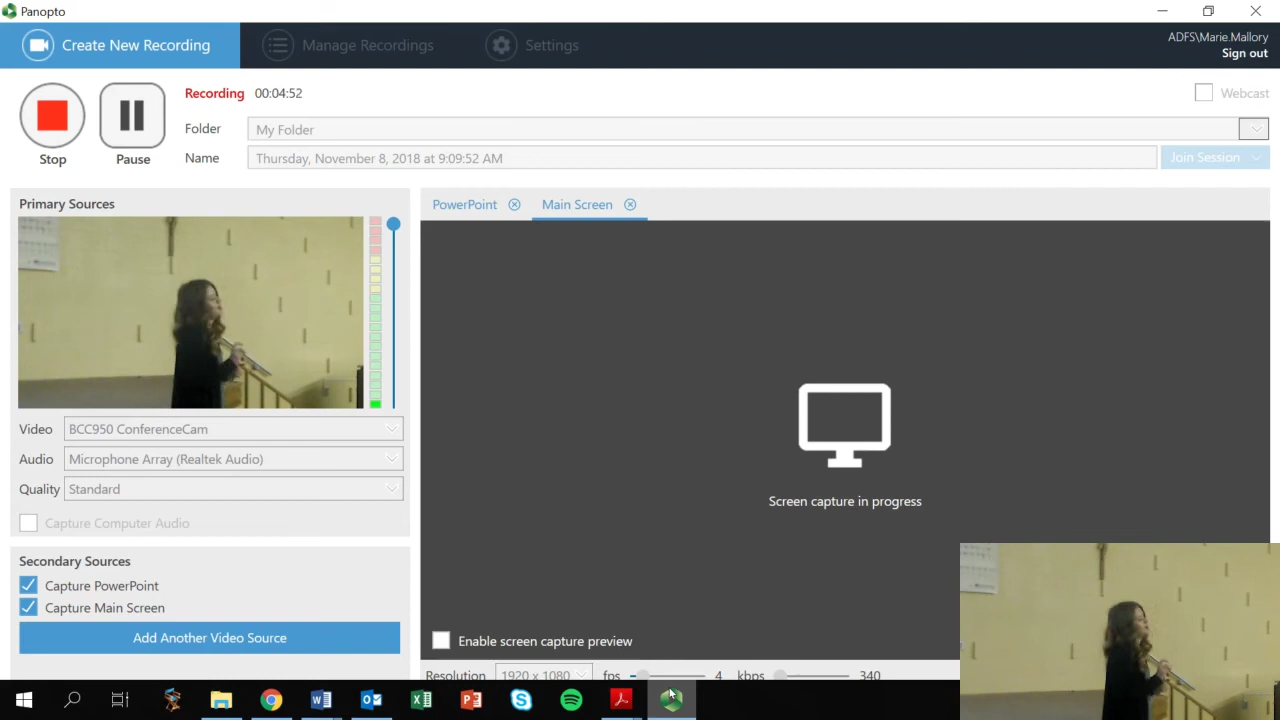 Panopto
Create New Recording
Manage Recordings
Settings
ADFS\Marie.Mallory
Sign out
Recording 00:04:52
Webcast
Folder My Folder
Name Thursday, November 8, 2018 at 9:09:52 AM
Join Session
Stop
Pause
Primary Sources
PowerPoint
Main Screen
Video BCC950 ConferenceCam
Audio Microphone Array (Realtek Audio)
Quality Standard
Capture Computer Audio
Screen capture in progress
Secondary Sources
Capture PowerPoint
Capture Main Screen
Add Another Video Source
Enable screen capture preview
Resolution 1920 x 1080 fps 4 kbps 340